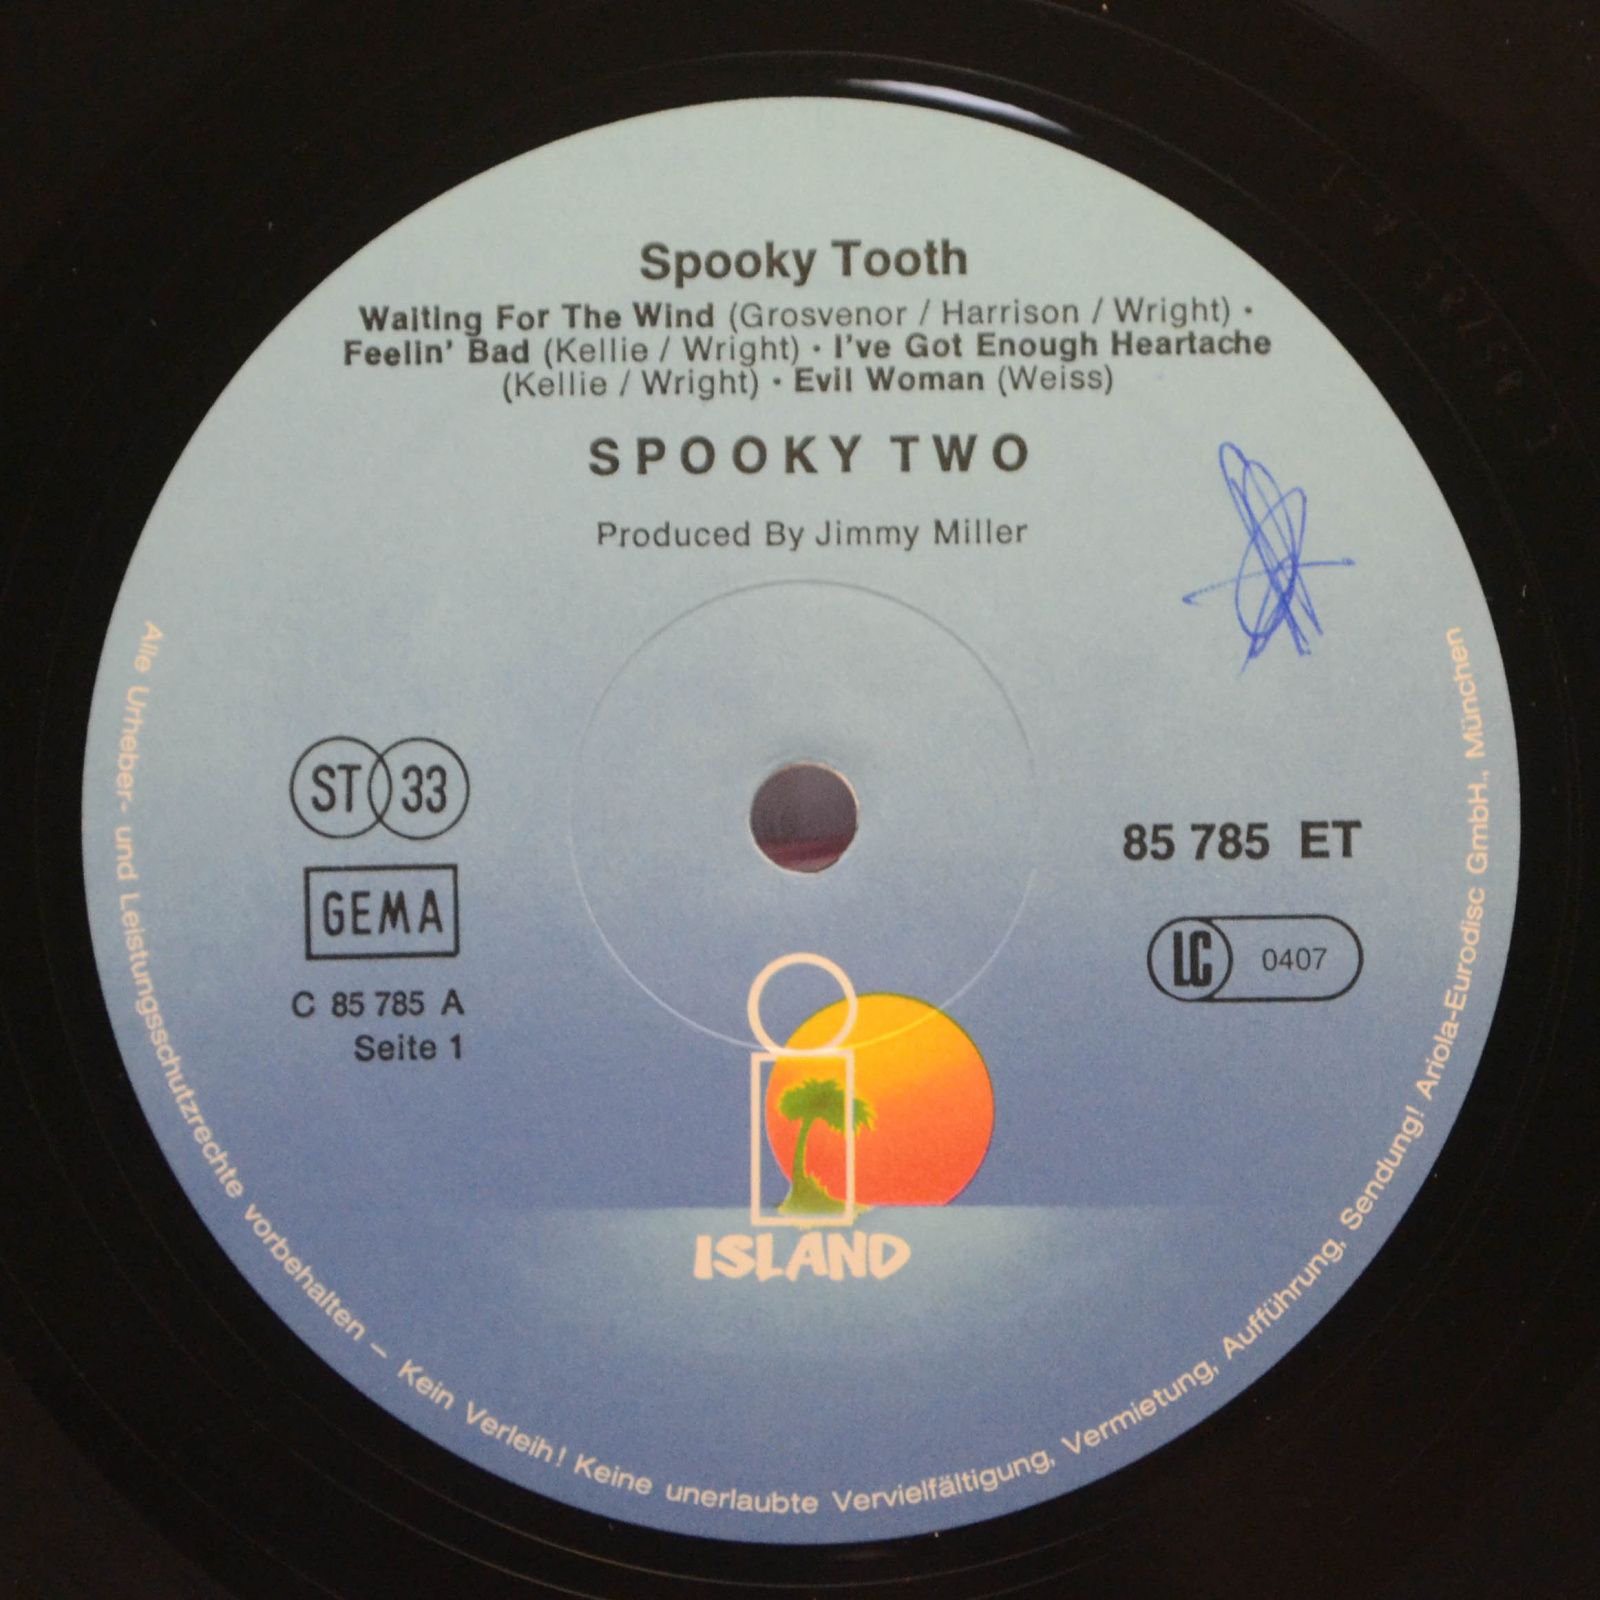 Spooky Tooth
Waiting For The Wind (Grosvenor / Harrison / Wright) ·
Feelin' Bad (Kellie / Wright) · I've Got Enough Heartache
(Kellie / Wright) · Evil Woman (Weiss)
SPOOKY TWO
Produced By Jimmy Miller
ST 33
GEMA
C 85 785 A
Seite 1
85 785 ET
LC 0407
ISLAND
Alle Urheber- und Leistungsschutzrechte vorbehalten – Kein Verleih! Keine unerlaubte Vervielfältigung, Vermietung, Aufführung, Sendung! Ariola-Eurodisc GmbH., München